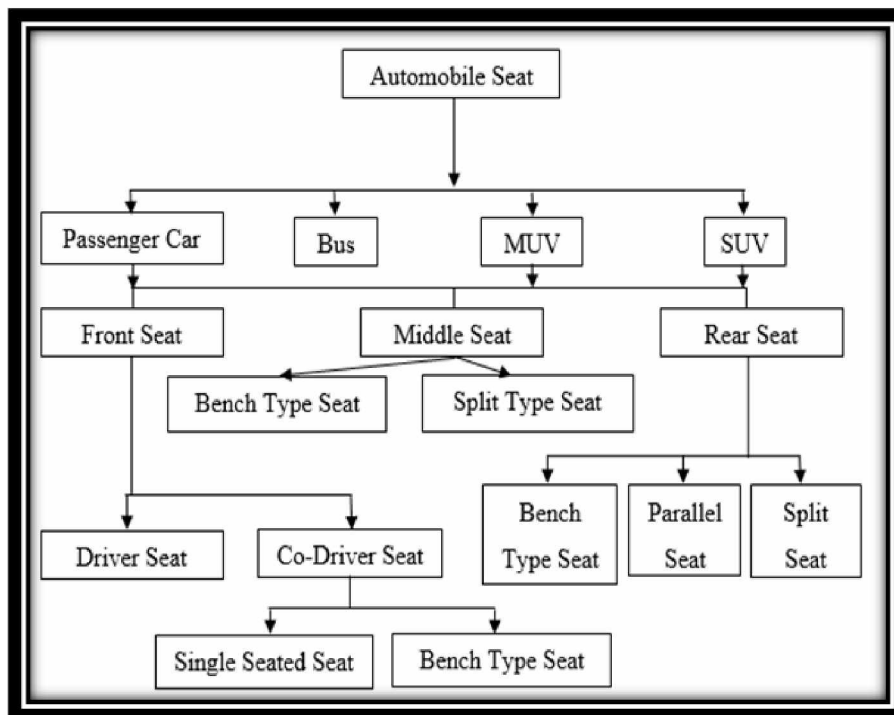 Automobile Seat
Passenger Car
Bus
MUV
SUV
Front Seat
Middle Seat
Rear Seat
Bench Type Seat
Split Type Seat
Bench
Type Seat
Parallel
Seat
Split
Seat
Driver Seat
Co-Driver Seat
Single Seated Seat
Bench Type Seat